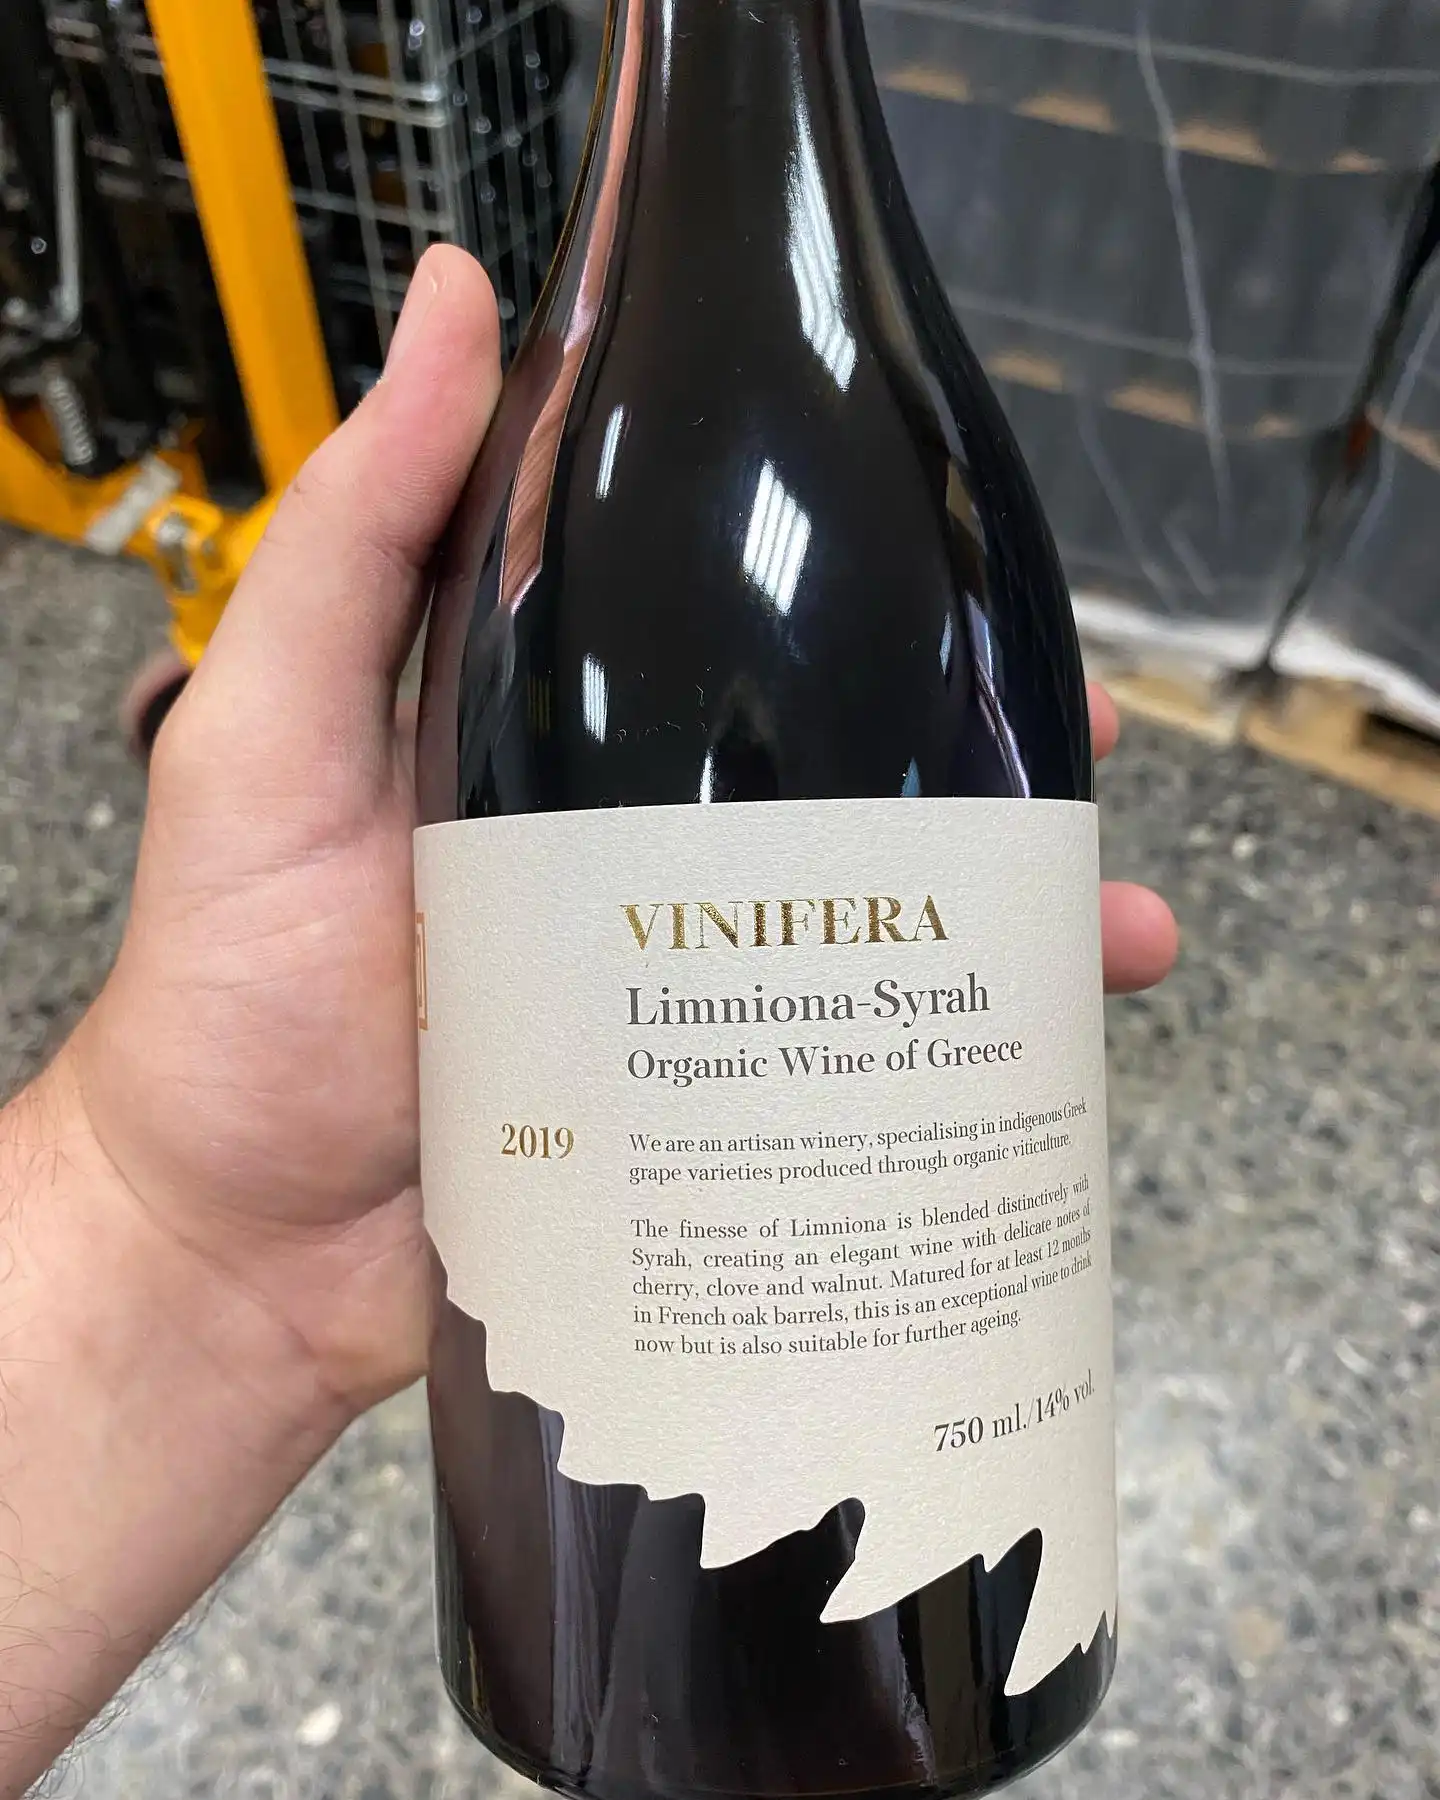 VINIFERA
Limniona-Syrah
Organic Wine of Greece
2019
We are an artisan winery, specialising in indigenous Greek
grape varieties produced through organic viticulture.
The finesse of Limniona is blended distinctively with
Syrah, creating an elegant wine with delicate notes of
cherry, clove and walnut. Matured for at least 12 months
in French oak barrels, this is an exceptional wine to drink
now but is also suitable for further ageing.
750 ml./14% vol.